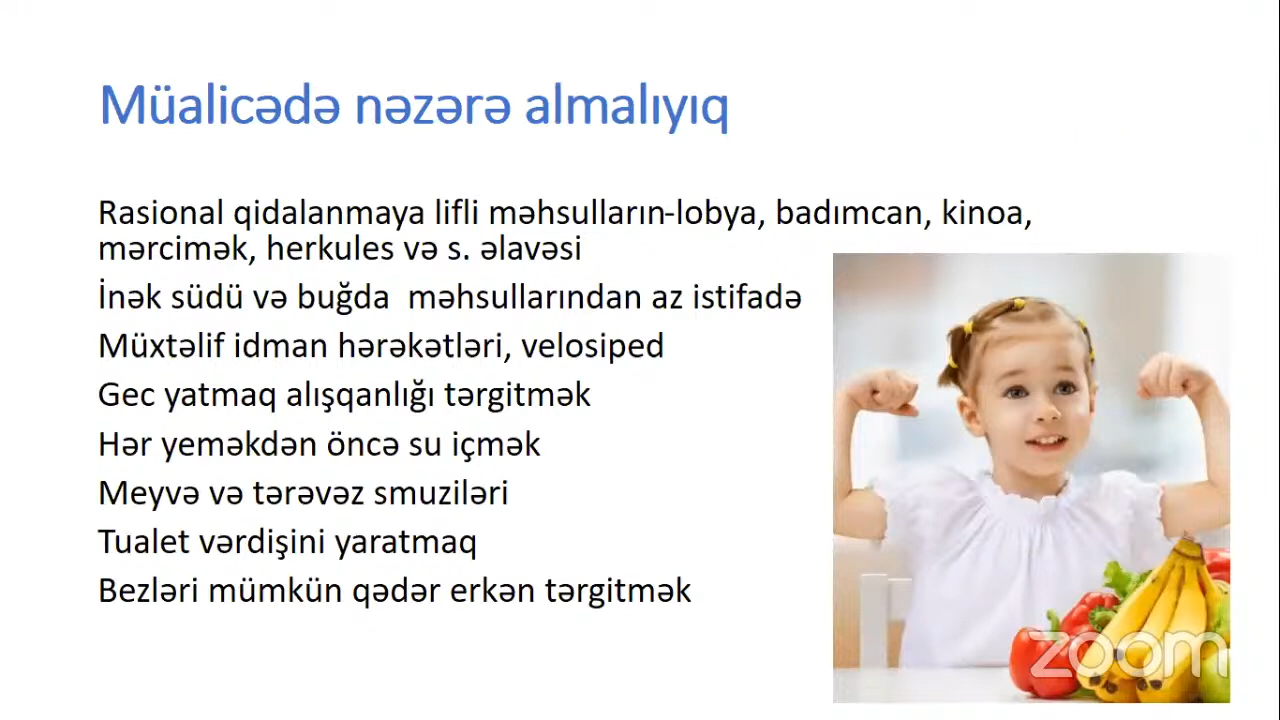 Müalicədə nəzərə almalıyıq
Rasional qidalanmaya lifli məhsulların-lobya, badımcan, kinoa,
mərcimək, herkules və s. əlavəsi
İnək südü və buğda  məhsullarından az istifadə
Müxtəlif idman hərəkətləri, velosiped
Gec yatmaq alışqanlığı tərgitmək
Hər yeməkdən öncə su içmək
Meyvə və tərəvəz smuziləri
Tualet vərdişini yaratmaq
Bezləri mümkün qədər erkən tərgitmək
zoom